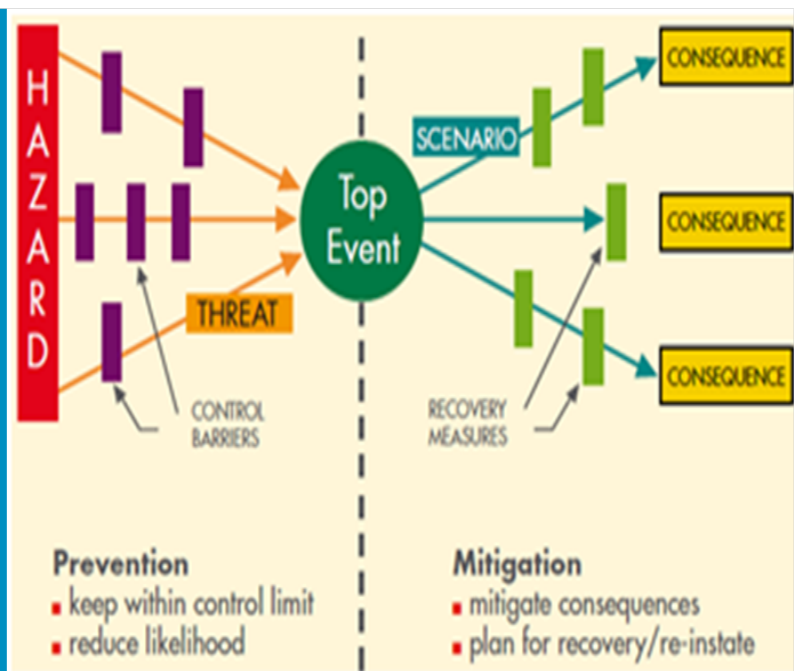 HAZARD
CONSEQUENCE
SCENARIO
Top
Event
CONSEQUENCE
THREAT
CONSEQUENCE
CONTROL
BARRIERS
RECOVERY
MEASURES
Prevention
keep within control limit
reduce likelihood
Mitigation
mitigate consequences
plan for recovery/re-instate